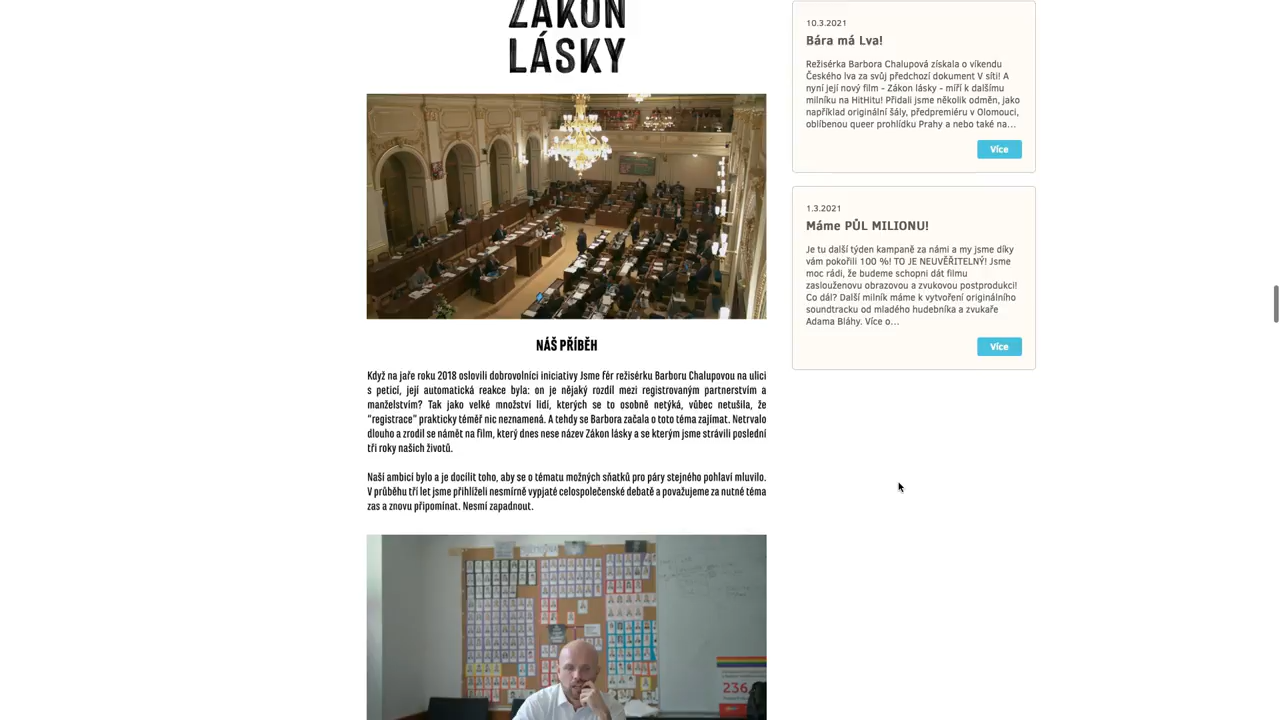 ZÁKON
LÁSKY
NÁŠ PŘÍBĚH
Když na jaře roku 2018 oslovili dobrovolníci iniciativy Jsme fér režisérku Barboru Chalupovou na ulici
s peticí, její automatická reakce byla: on je nějaký rozdíl mezi registrovaným partnerstvím a
manželstvím? Tak jako velké množství lidí, kterých se to osobně netýká, vůbec netušila, že
"registrace" prakticky téměř nic neznamená. A tehdy se Barbora začala o toto téma zajímat. Netrvalo
dlouho a zrodil se námět na film, který dnes nese název Zákon lásky a se kterým jsme strávili poslední
tři roky našich životů.
Naší ambicí bylo a je docílit toho, aby se o tématu možných sňatků pro páry stejného pohlaví mluvilo.
V průběhu tří let jsme přihlíželi nesmírně vypjaté celospolečenské debatě a považujeme za nutné téma
zas a znovu připomínat. Nesmí zapadnout.
236
10.3.2021
Bára má Lva!
Režisérka Barbora Chalupová získala o víkendu
Českého lva za svůj předchozí dokument V síti! A
nyní její nový film - Zákon lásky - míří k dalšímu
milníku na HitHitu! Přidali jsme několik odměn, jako
například originální šály, předpremiéru v Olomouci,
oblíbenou queer prohlídku Prahy a nebo také na...
Více
1.3.2021
Máme PŮL MILIONU!
Je tu další týden kampaně za námi a my jsme díky
vám pokořili 100 %! TO JE NEUVĚŘITELNÝ! Jsme
moc rádi, že budeme schopni dát filmu
zaslouženou obrazovou a zvukovou postprodukci!
Co dál? Další milník máme k vytvoření originálního
soundtracku od mladého hudebníka a zvukaře
Adama Bláhy. Více o...
Více